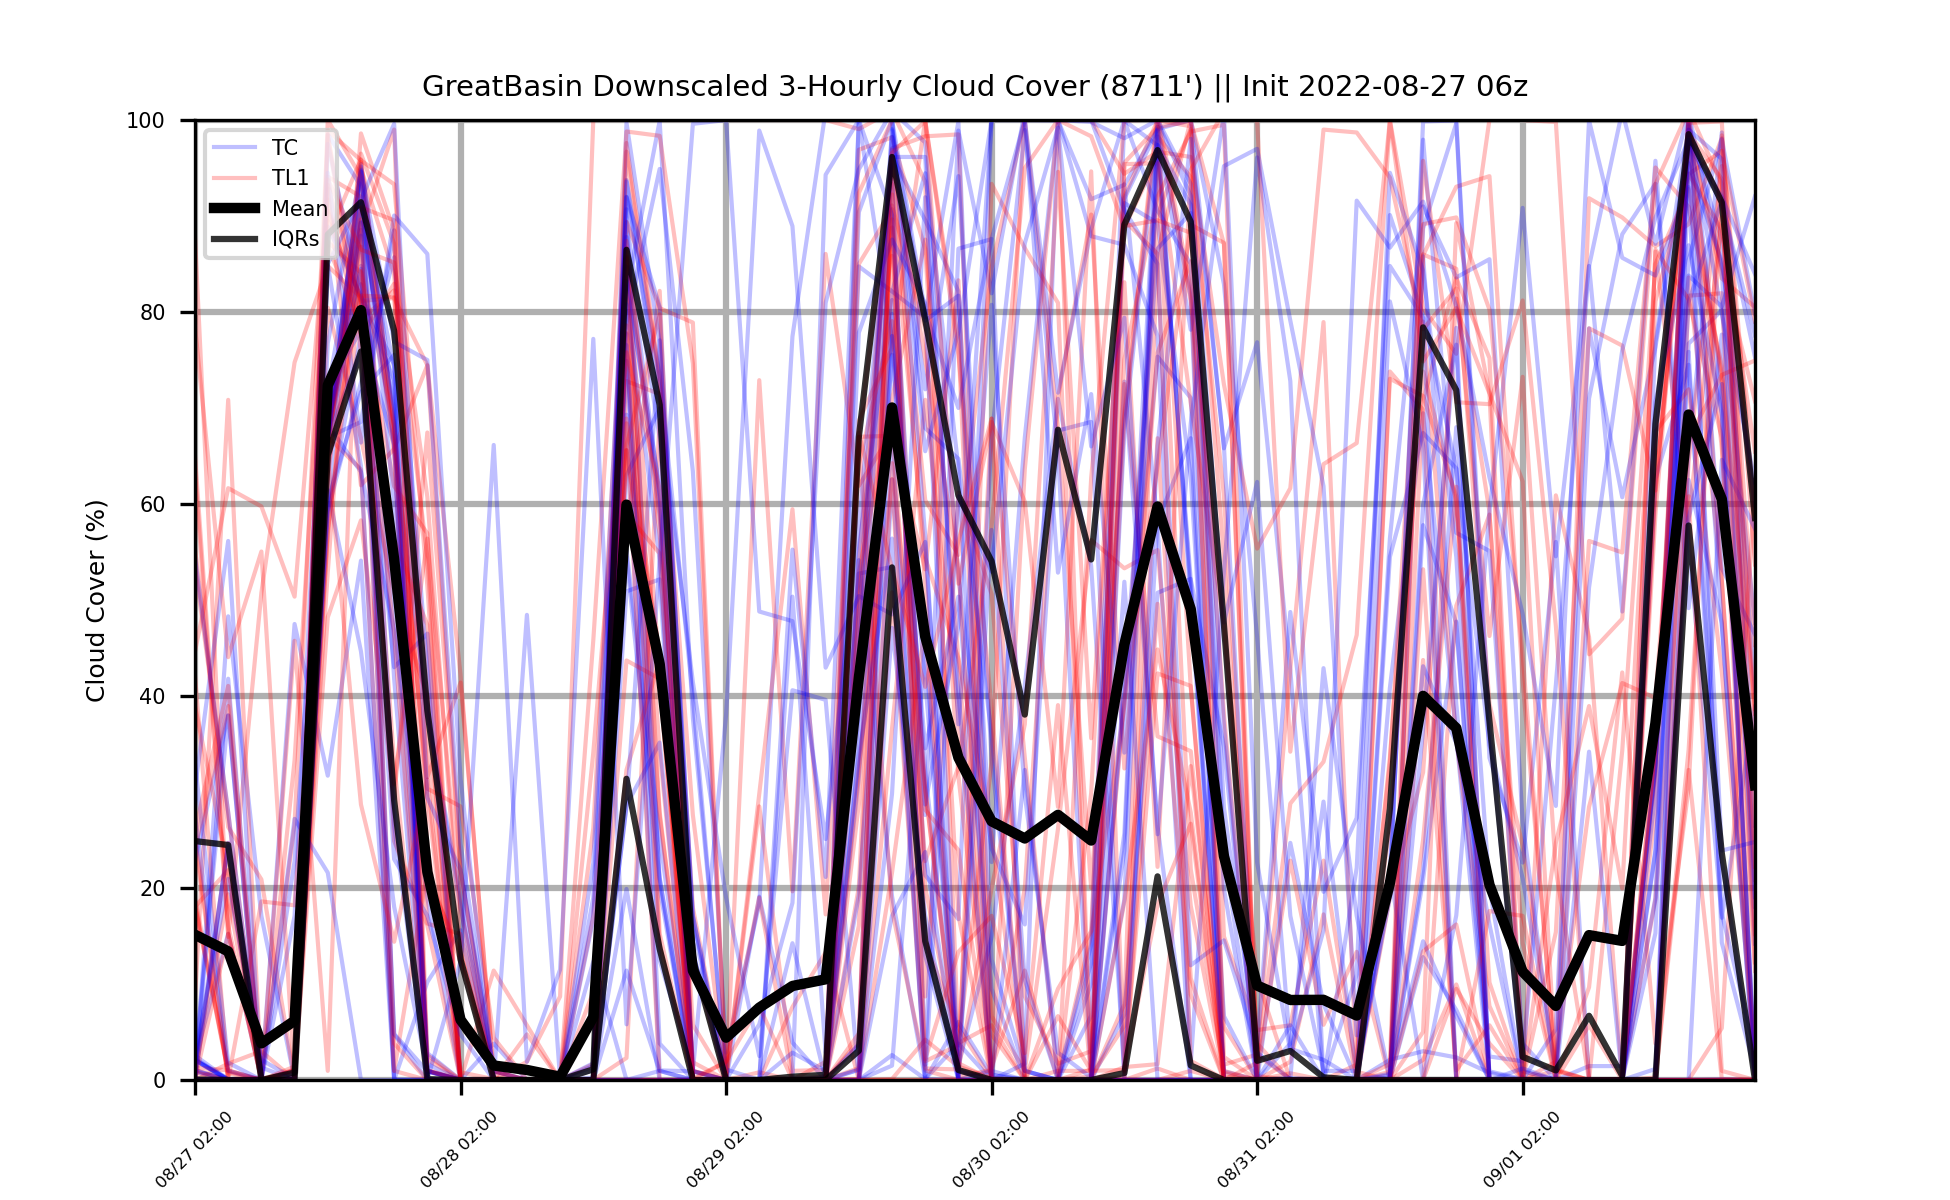 GreatBasin Downscaled 3-Hourly Cloud Cover (8711') || Init 2022-08-27 06z
Cloud Cover (%)
100
80
60
40
20
0
TC
TL1
Mean
IQRs
08/27 02:00
08/28 02:00
08/29 02:00
08/30 02:00
08/31 02:00
09/01 02:00